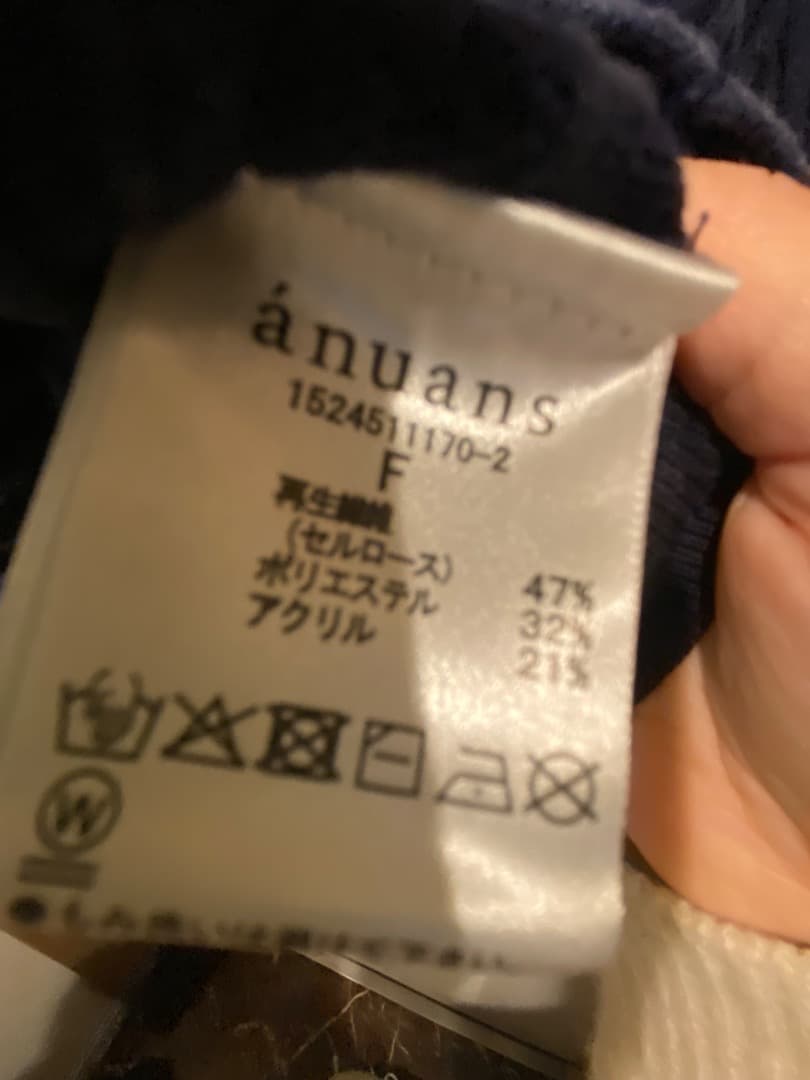 ánuans
1524511170-2
F
再生繊維
(セルロース) 47%
ポリエステル 32%
アクリル 21%
W